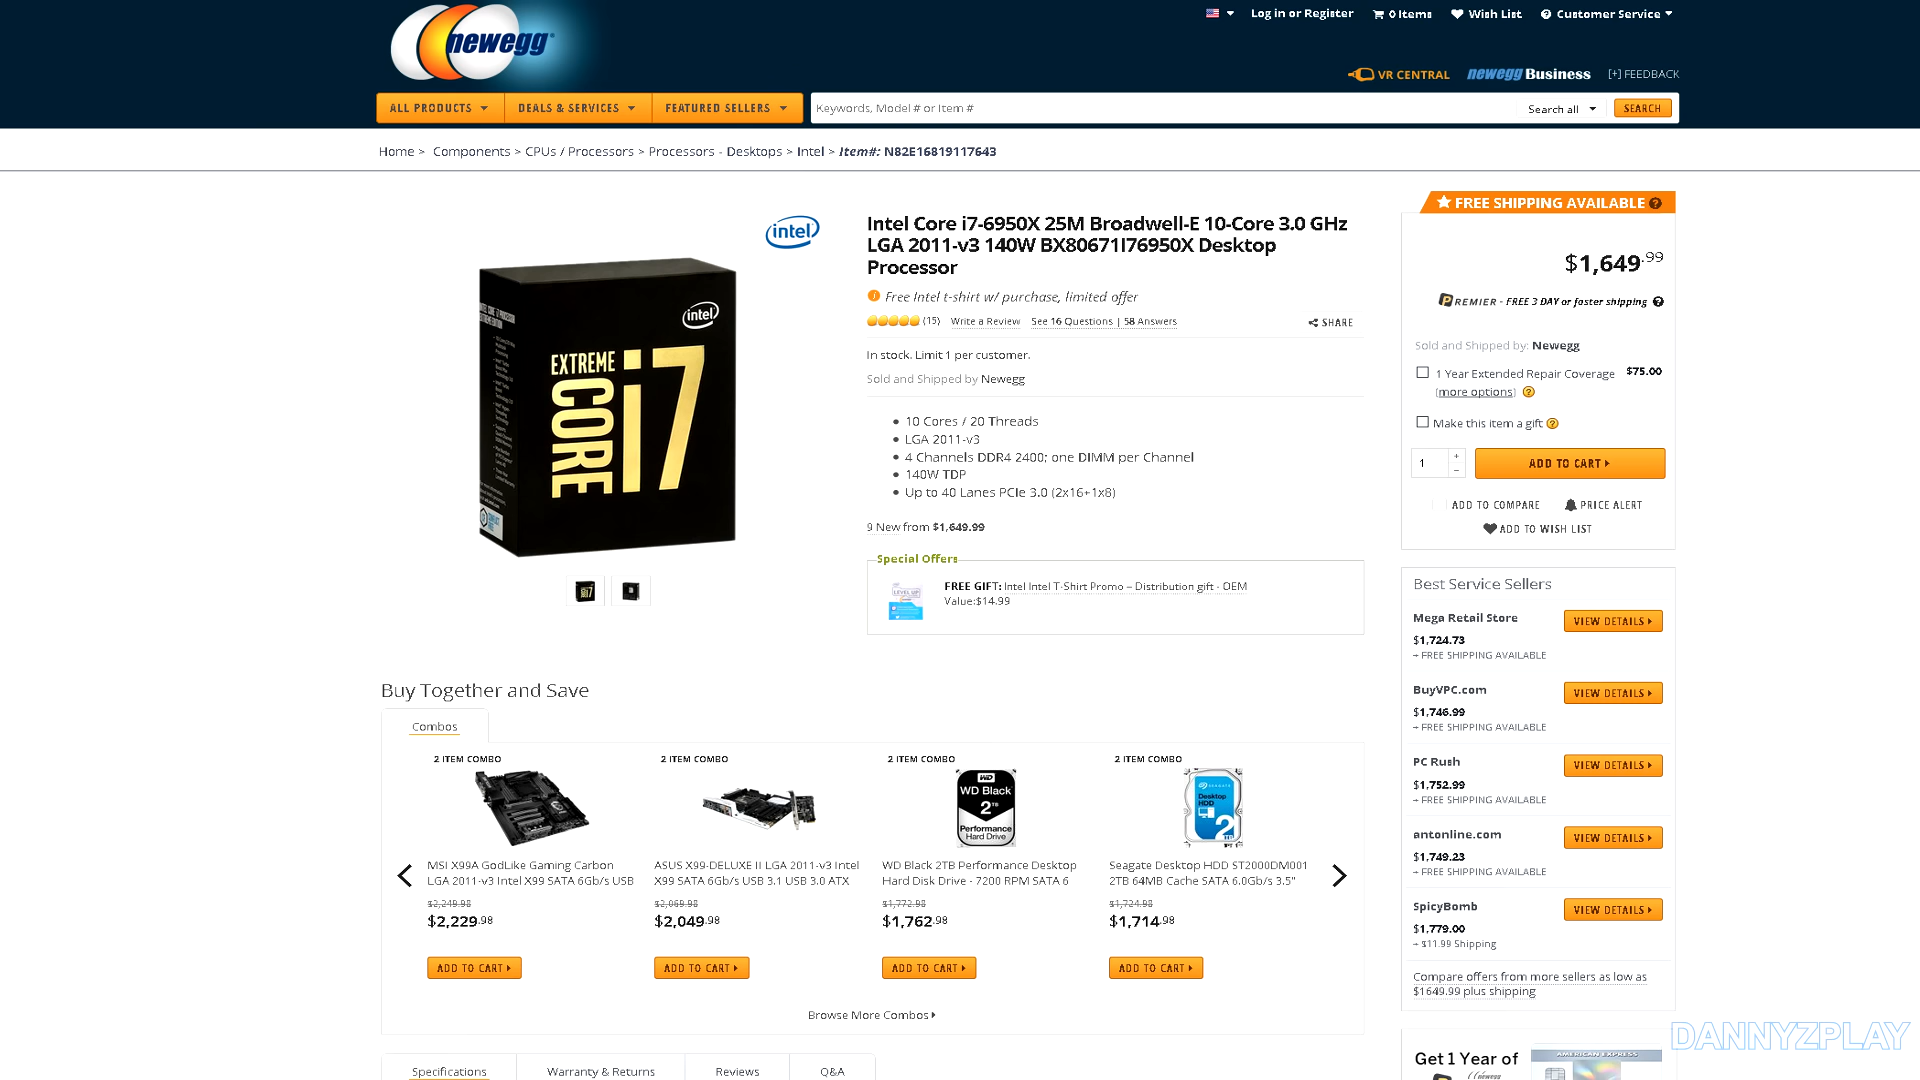 newegg
Log in or Register
0 Items
Wish List
Customer Service
VR CENTRAL
newegg Business
[+] FEEDBACK
ALL PRODUCTS
DEALS & SERVICES
FEATURED SELLERS
Keywords, Model # or Item #
Search all
SEARCH
Home > Components > CPUs / Processors > Processors - Desktops > Intel > Item#: N82E16819117643
intel
intel
EXTREME
CORE i7
Intel Core i7-6950X 25M Broadwell-E 10-Core 3.0 GHz
LGA 2011-v3 140W BX80671I76950X Desktop
Processor
Free Intel t-shirt w/ purchase, limited offer
(15) Write a Review See 16 Questions | 58 Answers
SHARE
In stock. Limit 1 per customer.
Sold and Shipped by Newegg
• 10 Cores / 20 Threads
• LGA 2011-v3
• 4 Channels DDR4 2400; one DIMM per Channel
• 140W TDP
• Up to 40 Lanes PCIe 3.0 (2x16+1x8)
9 New from $1,649.99
Special Offers
FREE GIFT: Intel Intel T-Shirt Promo – Distribution gift - OEM
Value:$14.99
FREE SHIPPING AVAILABLE
$1,649.99
PREMIER - FREE 3 DAY or faster shipping
Sold and Shipped by: Newegg
1 Year Extended Repair Coverage $75.00
(more options)
Make this item a gift
1
ADD TO CART
ADD TO COMPARE
PRICE ALERT
ADD TO WISH LIST
Best Service Sellers
Mega Retail Store
VIEW DETAILS
$1,724.73
+ FREE SHIPPING AVAILABLE
BuyVPC.com
VIEW DETAILS
$1,746.99
+ FREE SHIPPING AVAILABLE
PC Rush
VIEW DETAILS
$1,752.99
+ FREE SHIPPING AVAILABLE
antonline.com
VIEW DETAILS
$1,749.23
+ FREE SHIPPING AVAILABLE
SpicyBomb
VIEW DETAILS
$1,779.00
+ $11.99 Shipping
Compare offers from more sellers as low as
$1649.99 plus shipping
Buy Together and Save
Combos
2 ITEM COMBO
MSI X99A GodLike Gaming Carbon
LGA 2011-v3 Intel X99 SATA 6Gb/s USB
$2,249.98
$2,229.98
ADD TO CART
2 ITEM COMBO
ASUS X99-DELUXE II LGA 2011-v3 Intel
X99 SATA 6Gb/s USB 3.1 USB 3.0 ATX
$2,069.98
$2,049.98
ADD TO CART
2 ITEM COMBO
WD
WD Black
2TB
Performance
Hard Drive
WD Black 2TB Performance Desktop
Hard Disk Drive - 7200 RPM SATA 6
$1,772.98
$1,762.98
ADD TO CART
2 ITEM COMBO
Desktop
HDD
2
Seagate Desktop HDD ST2000DM001
2TB 64MB Cache SATA 6.0Gb/s 3.5"
$1,724.98
$1,714.98
ADD TO CART
Browse More Combos
Specifications
Warranty & Returns
Reviews
Q&A
Get 1 Year of
AMERICAN EXPRESS
DANNYZPLAY